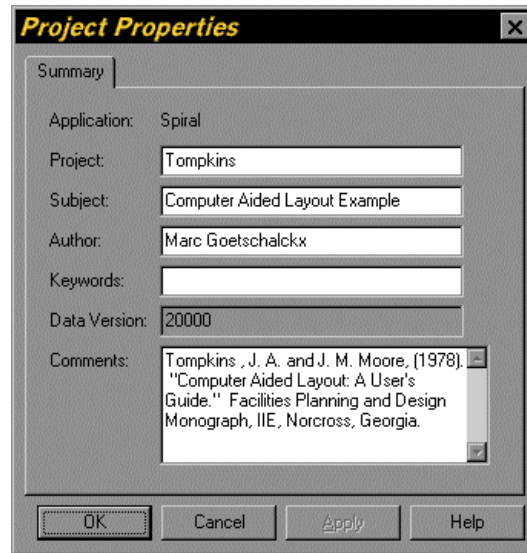 Project Properties
Summary
Application: Spiral
Project: Tompkins
Subject: Computer Aided Layout Example
Author: Marc Goetschalckx
Keywords:
Data Version: 20000
Comments: Tompkins , J. A. and J. M. Moore, (1978).
"Computer Aided Layout: A User's
Guide." Facilities Planning and Design
Monograph, IIE, Norcross, Georgia.
OK Cancel Apply Help